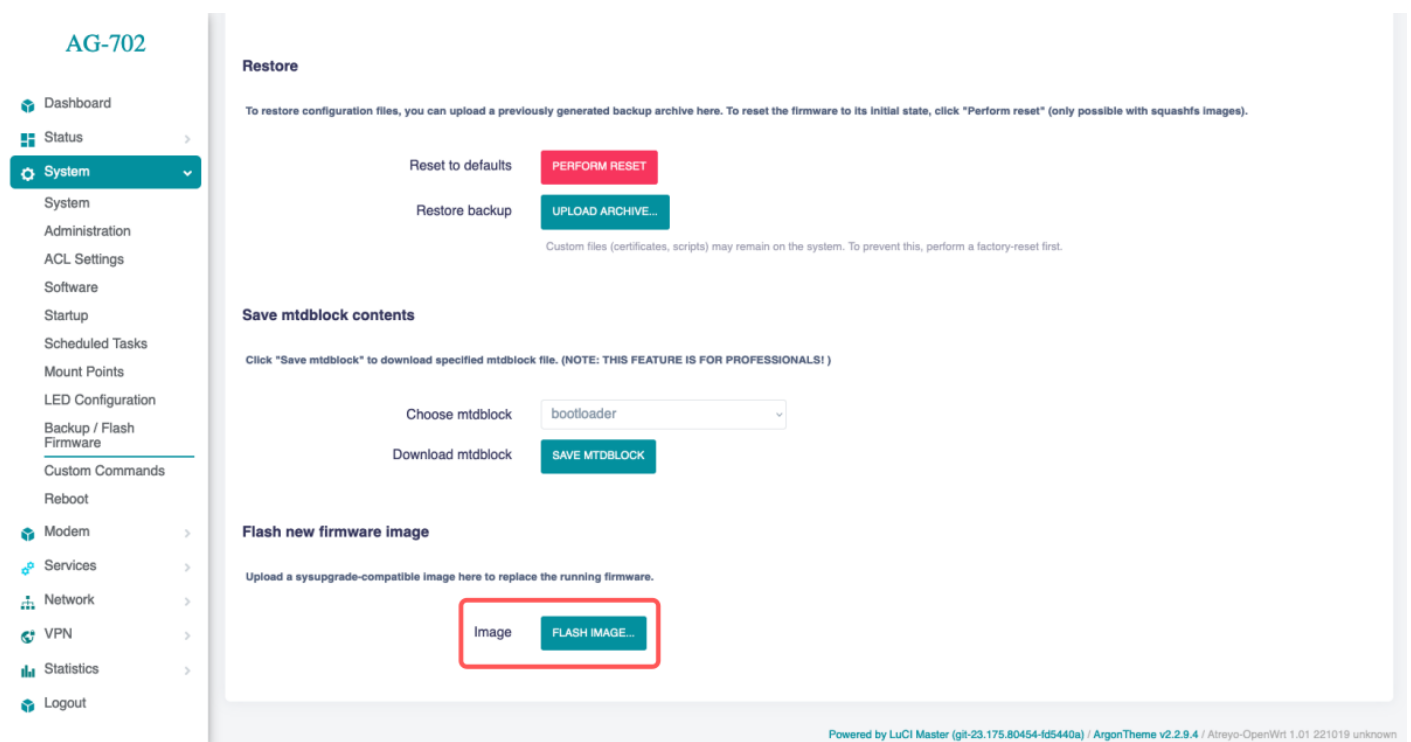 AG-702
Dashboard
Status
System
System
Administration
ACL Settings
Software
Startup
Scheduled Tasks
Mount Points
LED Configuration
Backup / Flash
Firmware
Custom Commands
Reboot
Modem
Services
Network
VPN
Statistics
Logout
Restore
To restore configuration files, you can upload a previously generated backup archive here. To reset the firmware to its initial state, click "Perform reset" (only possible with squashfs images).
Reset to defaults PERFORM RESET
Restore backup UPLOAD ARCHIVE...
Custom files (certificates, scripts) may remain on the system. To prevent this, perform a factory-reset first.
Save mtdblock contents
Click "Save mtdblock" to download specified mtdblock file. (NOTE: THIS FEATURE IS FOR PROFESSIONALS! )
Choose mtdblock bootloader
Download mtdblock SAVE MTDBLOCK
Flash new firmware image
Upload a sysupgrade-compatible image here to replace the running firmware.
Image FLASH IMAGE...
Powered by LuCI Master (git-23.175.80454-fd5440a) / ArgonTheme v2.2.9.4 / Atreyo-OpenWrt 1.01 221019 unknown